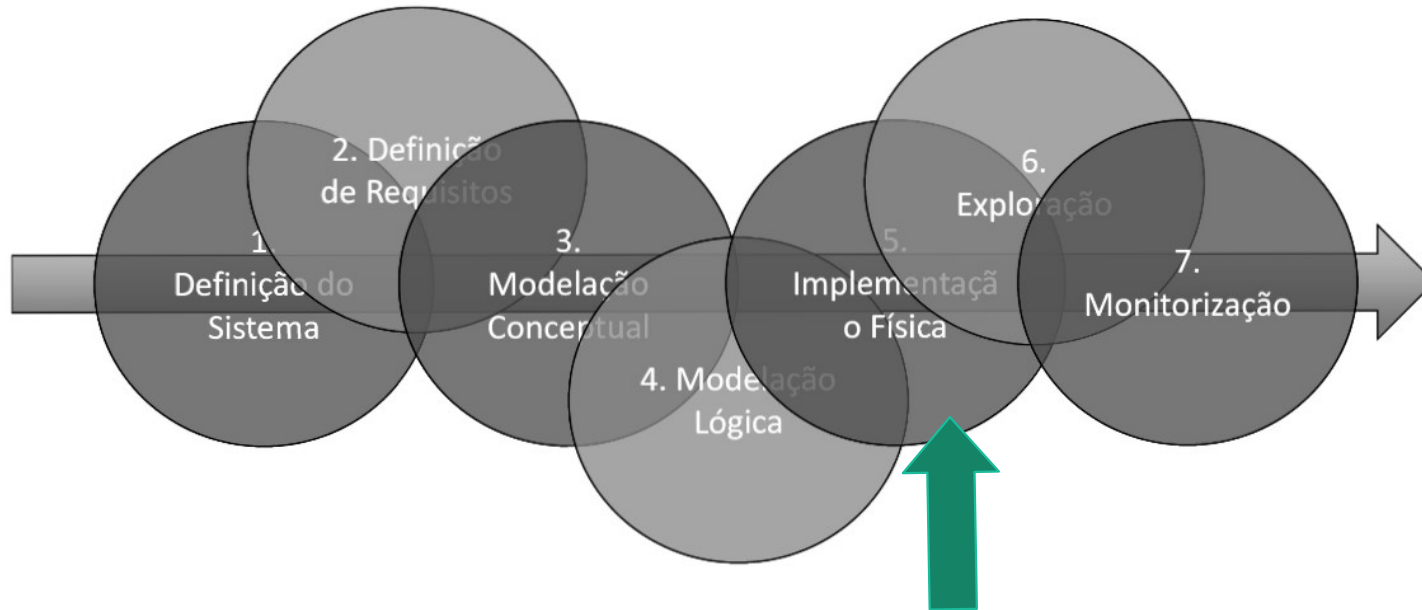 1.
Definição do
Sistema
2. Definição
de Requisitos
3.
Modelação
Conceptual
4. Modelação
Lógica
5.
Implementaçã
o Física
6.
Exploração
7.
Monitorização